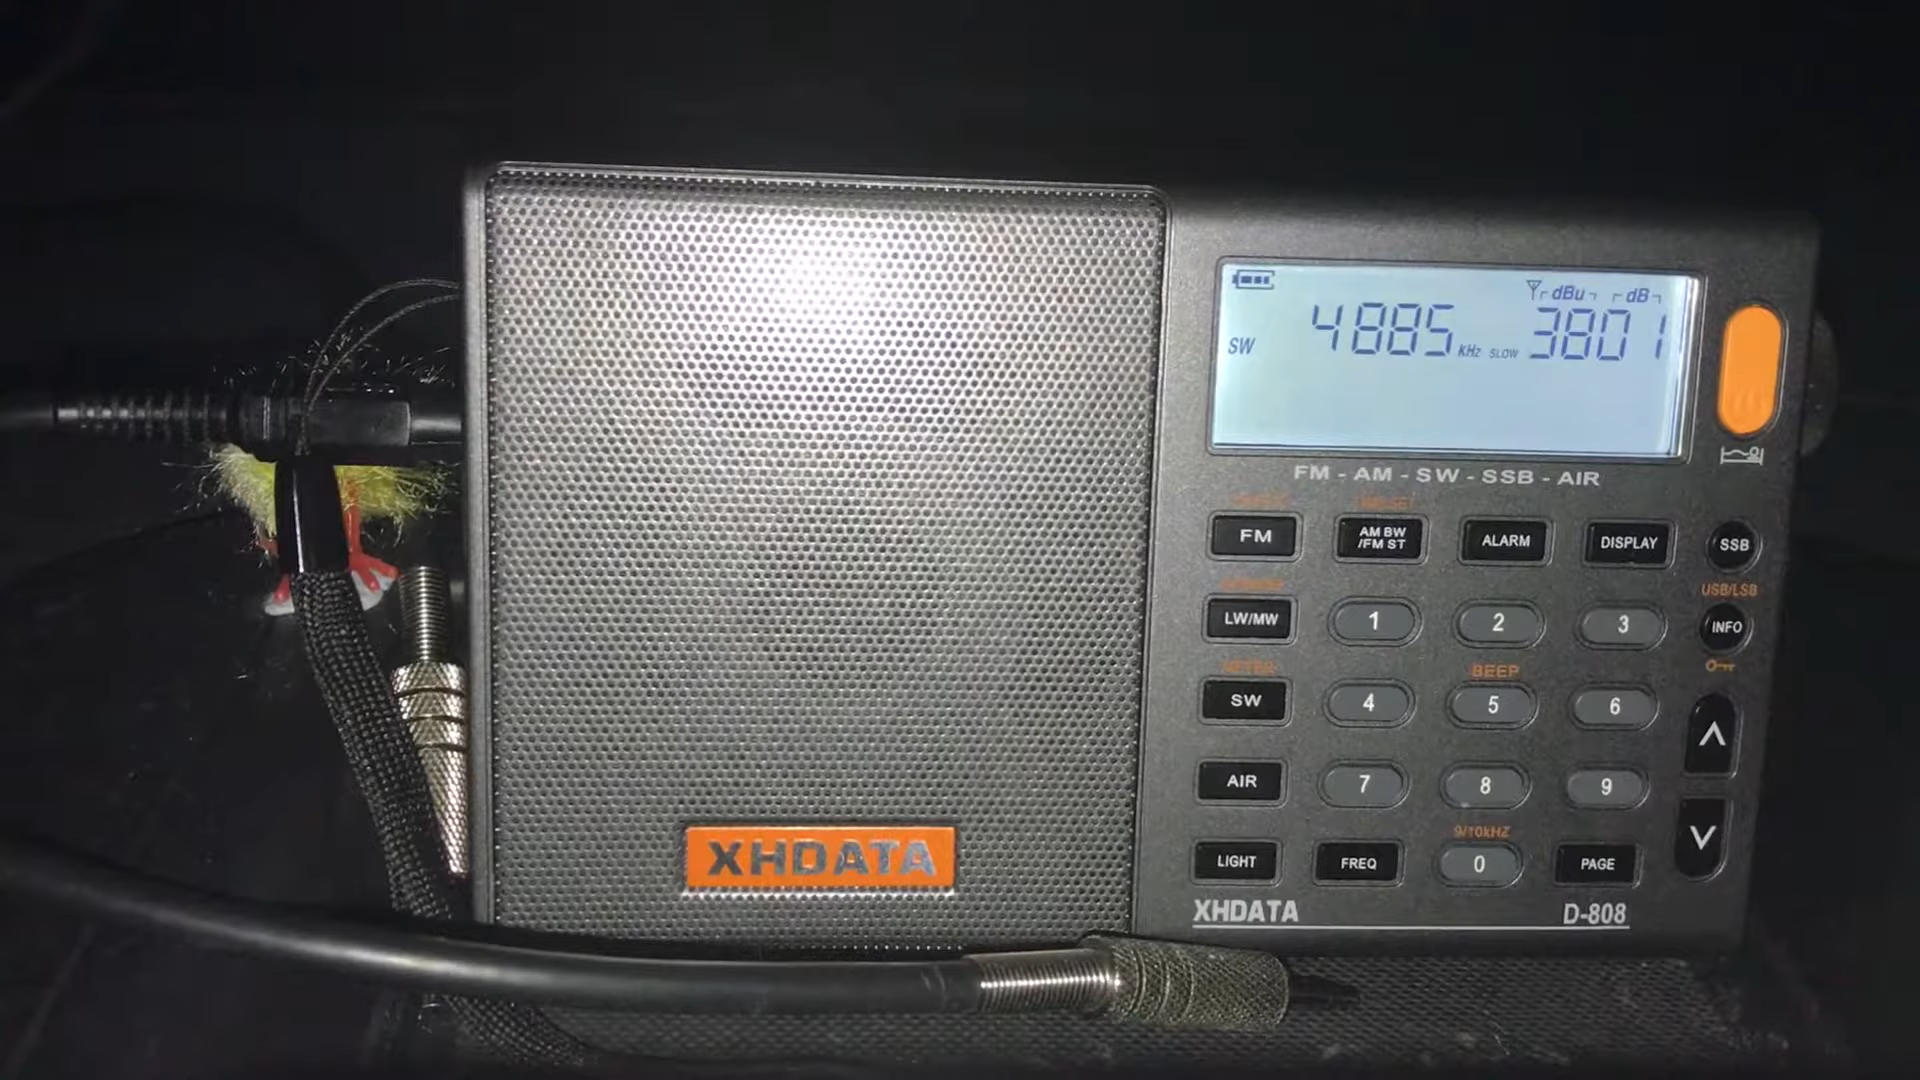 dBu dB
SW 4885 kHz SLOW 3801
FM - AM - SW - SSB - AIR
FM AM BW /FM ST ALARM DISPLAY SSB
USB/LSB
LW/MW 1 2 3 INFO
BEEP
SW 4 5 6
AIR 7 8 9
9/10kHZ
LIGHT FREQ 0 PAGE
XHDATA
XHDATA D-808